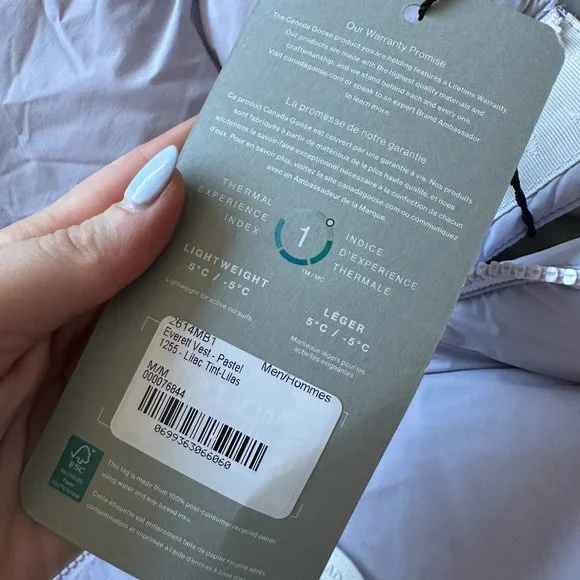 Our Warranty Promise
The Canada Goose product you are holding features a Lifetime Warranty.
Our products are made with the highest quality materials and
craftsmanship, and we stand behind each and every one.
Visit canadagoose.com or speak to an expert Brand Ambassador
to learn more.
La promesse de notre garantie
Ce produit Canada Goose est couvert par une garantie à vie. Nos produits
sont fabriqués à partir de matériaux de la plus haute qualité, et nous
soutenons le savoir-faire exceptionnel nécessaire à la confection de chacun
d'eux. Pour en savoir plus, visitez le site canadagoose.com ou communiquez
avec un Ambassadeur de la Marque.
THERMAL
EXPERIENCE
INDEX
1
TM/MC
INDICE
D'EXPÉRIENCE
THERMALE
LIGHTWEIGHT
5°C / -5°C
Lightweight for active pursuits
LÉGER
5°C / -5°C
Manteaux légers pour les
activités exigeantes
2614MB1
Everett Vest - Pastel
Men/Hommes
1255 - Lilac Tint-Lilas
M/M
000076844
0699363066060
FSC
RECYCLED
Paper
This tag is made from 100% post-consumer recycled paper,
using water and soy-based inks.
Cette étiquette est entièrement faite de papier recyclé après
consommation et imprimée à l'aide d'encres à base